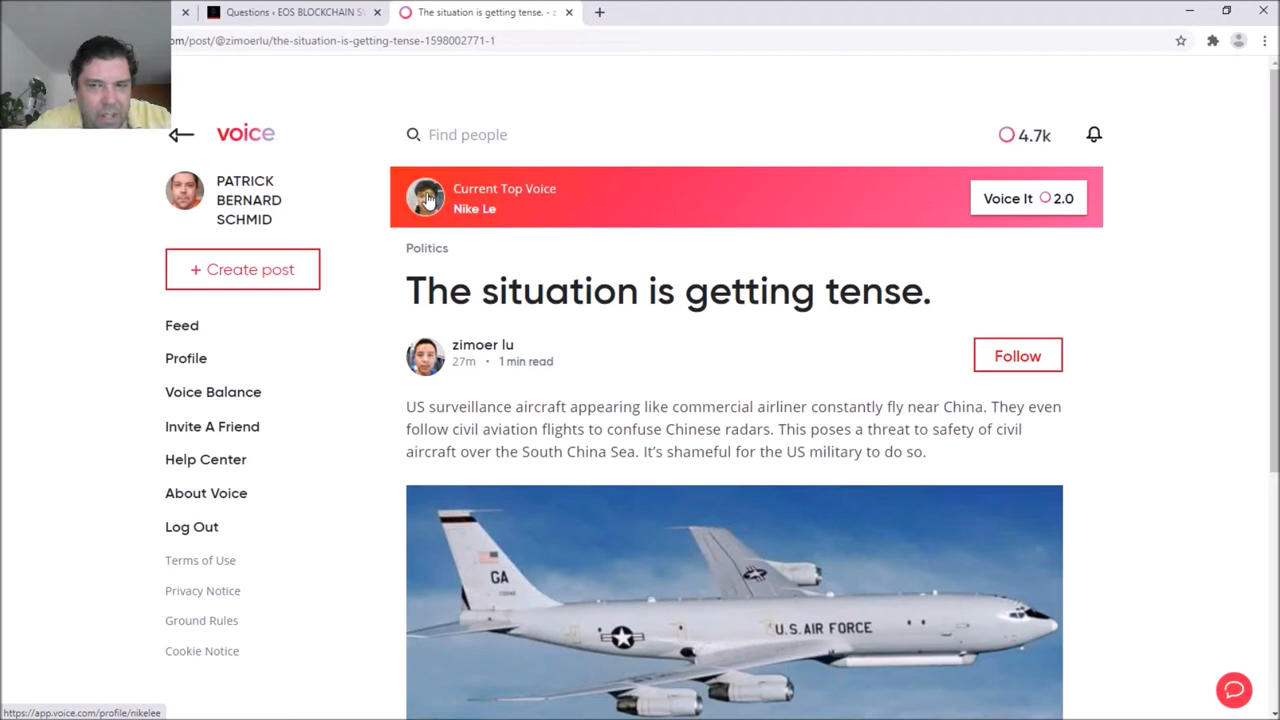 Questions ‹ EOS BLOCKCHAIN S
The situation is getting tense. - z
om/post/@zimoerlu/the-situation-is-getting-tense-1598002771-1
voice
Find people
4.7k
PATRICK
BERNARD
SCHMID
Current Top Voice
Nike Le
Voice It 2.0
+ Create post
Politics
The situation is getting tense.
zimoer lu
27m · 1 min read
Follow
Feed
Profile
Voice Balance
Invite A Friend
Help Center
About Voice
Log Out
Terms of Use
Privacy Notice
Ground Rules
Cookie Notice
US surveillance aircraft appearing like commercial airliner constantly fly near China. They even
follow civil aviation flights to confuse Chinese radars. This poses a threat to safety of civil
aircraft over the South China Sea. It's shameful for the US military to do so.
GA
U.S. AIR FORCE
https://app.voice.com/profile/nikelee